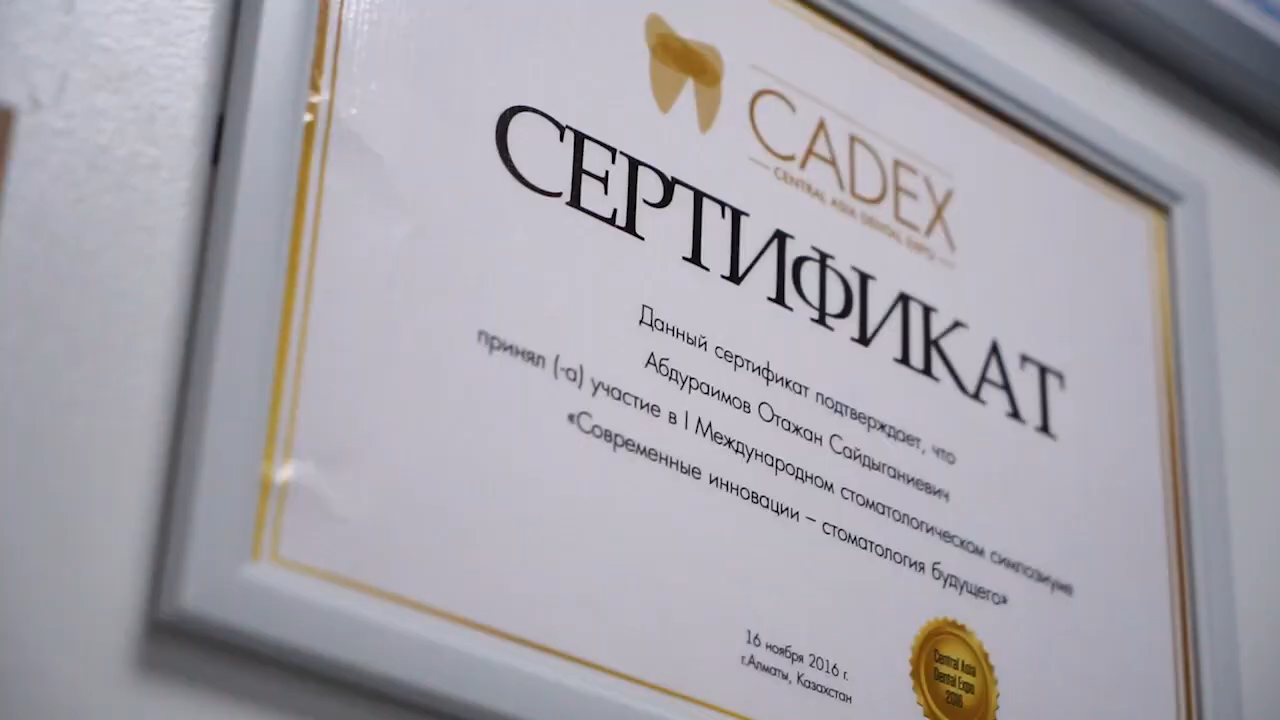 CADEX
CENTRAL ASIA DENTAL EXPO
СЕРТИФИКАТ
Данный сертификат подтверждает, что
Абдураимов Отажан Сайдыганиевич
принял (-а) участие в I Международном стоматологическом симпозиуме
«Современные инновации – стоматология будущего»
16 ноября 2016 г.
г.Алматы, Казахстан
Central Asia
Dental Expo
2016